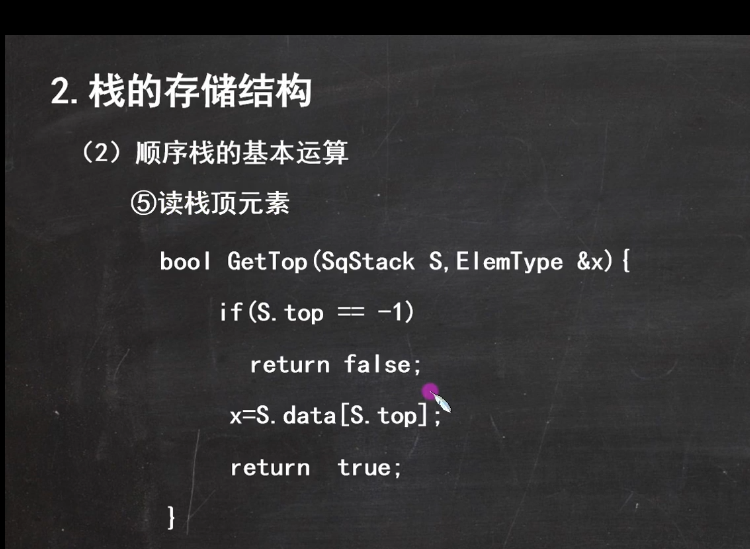 2.栈的存储结构
（2）顺序栈的基本运算
⑤读栈顶元素
bool GetTop(SqStack S,ElemType &x){
if(S.top == -1)
return false;
x=S.data[S.top];
return true;
}